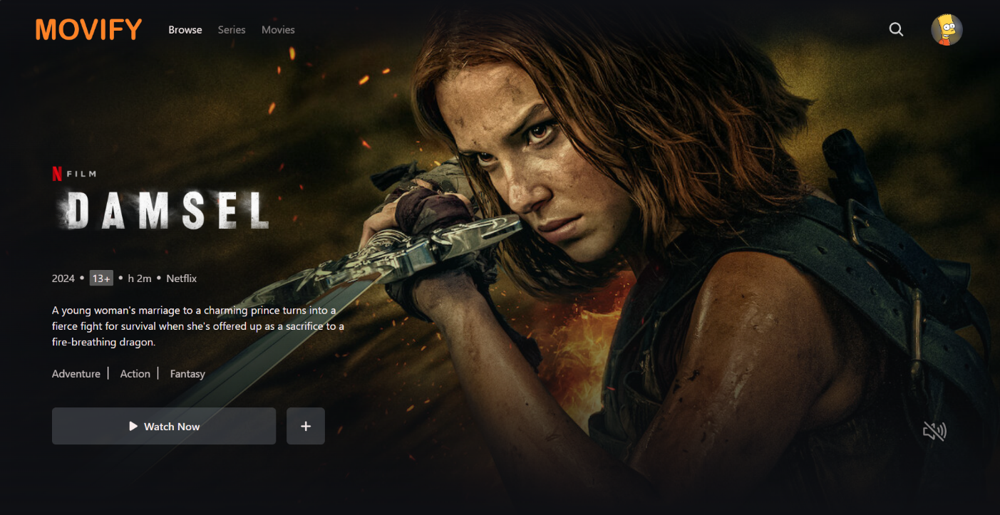 MOVIFY Browse Series Movies
N FILM
DAMSEL
2024 • 13+ • h 2m • Netflix
A young woman's marriage to a charming prince turns into a
fierce fight for survival when she's offered up as a sacrifice to a
fire-breathing dragon.
Adventure | Action | Fantasy
Watch Now +